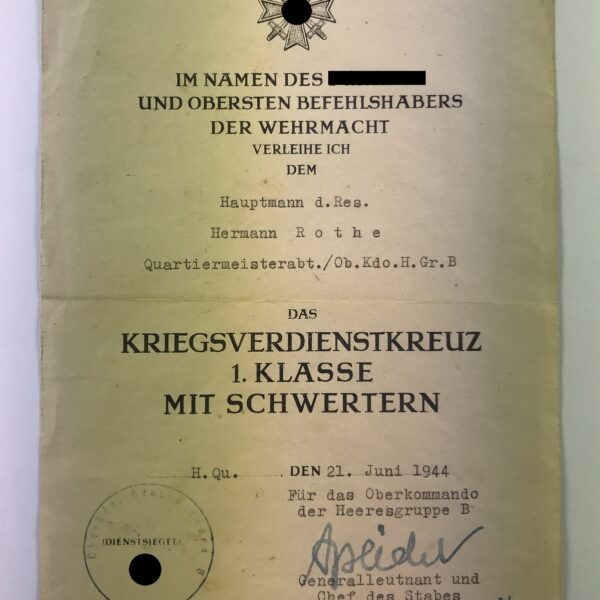 IM NAMEN DES
UND OBERSTEN BEFEHLSHABERS
DER WEHRMACHT
VERLEIHE ICH
DEM
Hauptmann d.Res.
Hermann R o t h e
Quartiermeisterabt./Ob.Kdo.H.Gr.B
DAS
KRIEGSVERDIENSTKREUZ
1. KLASSE
MIT SCHWERTERN
H.Qu. DEN 21. Juni 1944
Für das Oberkommando
der Heeresgruppe B
(DIENSTSIEGEL)
Generalleutnant und
Chef des Stabes